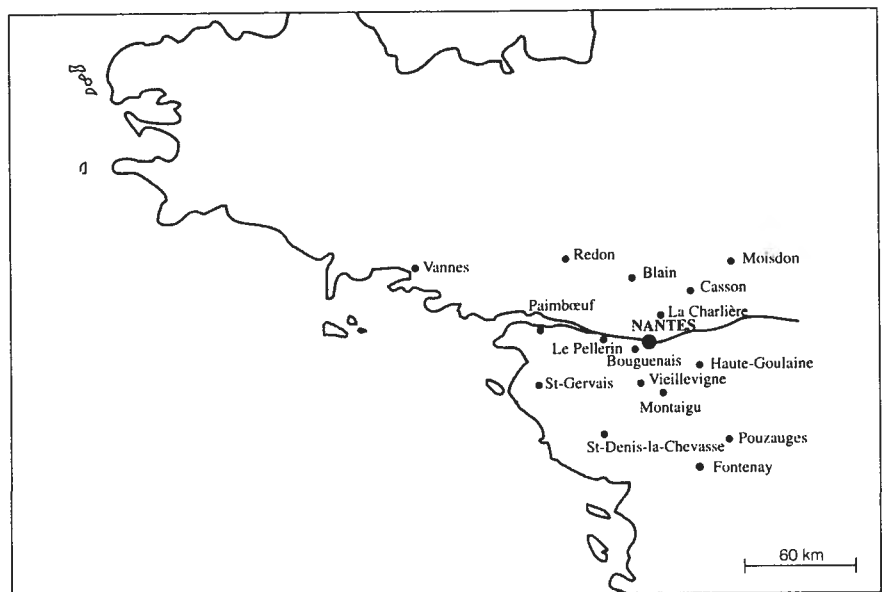 Redon
Moisdon
Vannes
Blain
Casson
Paimbœuf
La Charlière
NANTES
Le Pellerin
Bouguenais
Haute-Goulaine
St-Gervais
Vieillevigne
Montaigu
St-Denis-la-Chevasse
Pouzauges
Fontenay
60 km